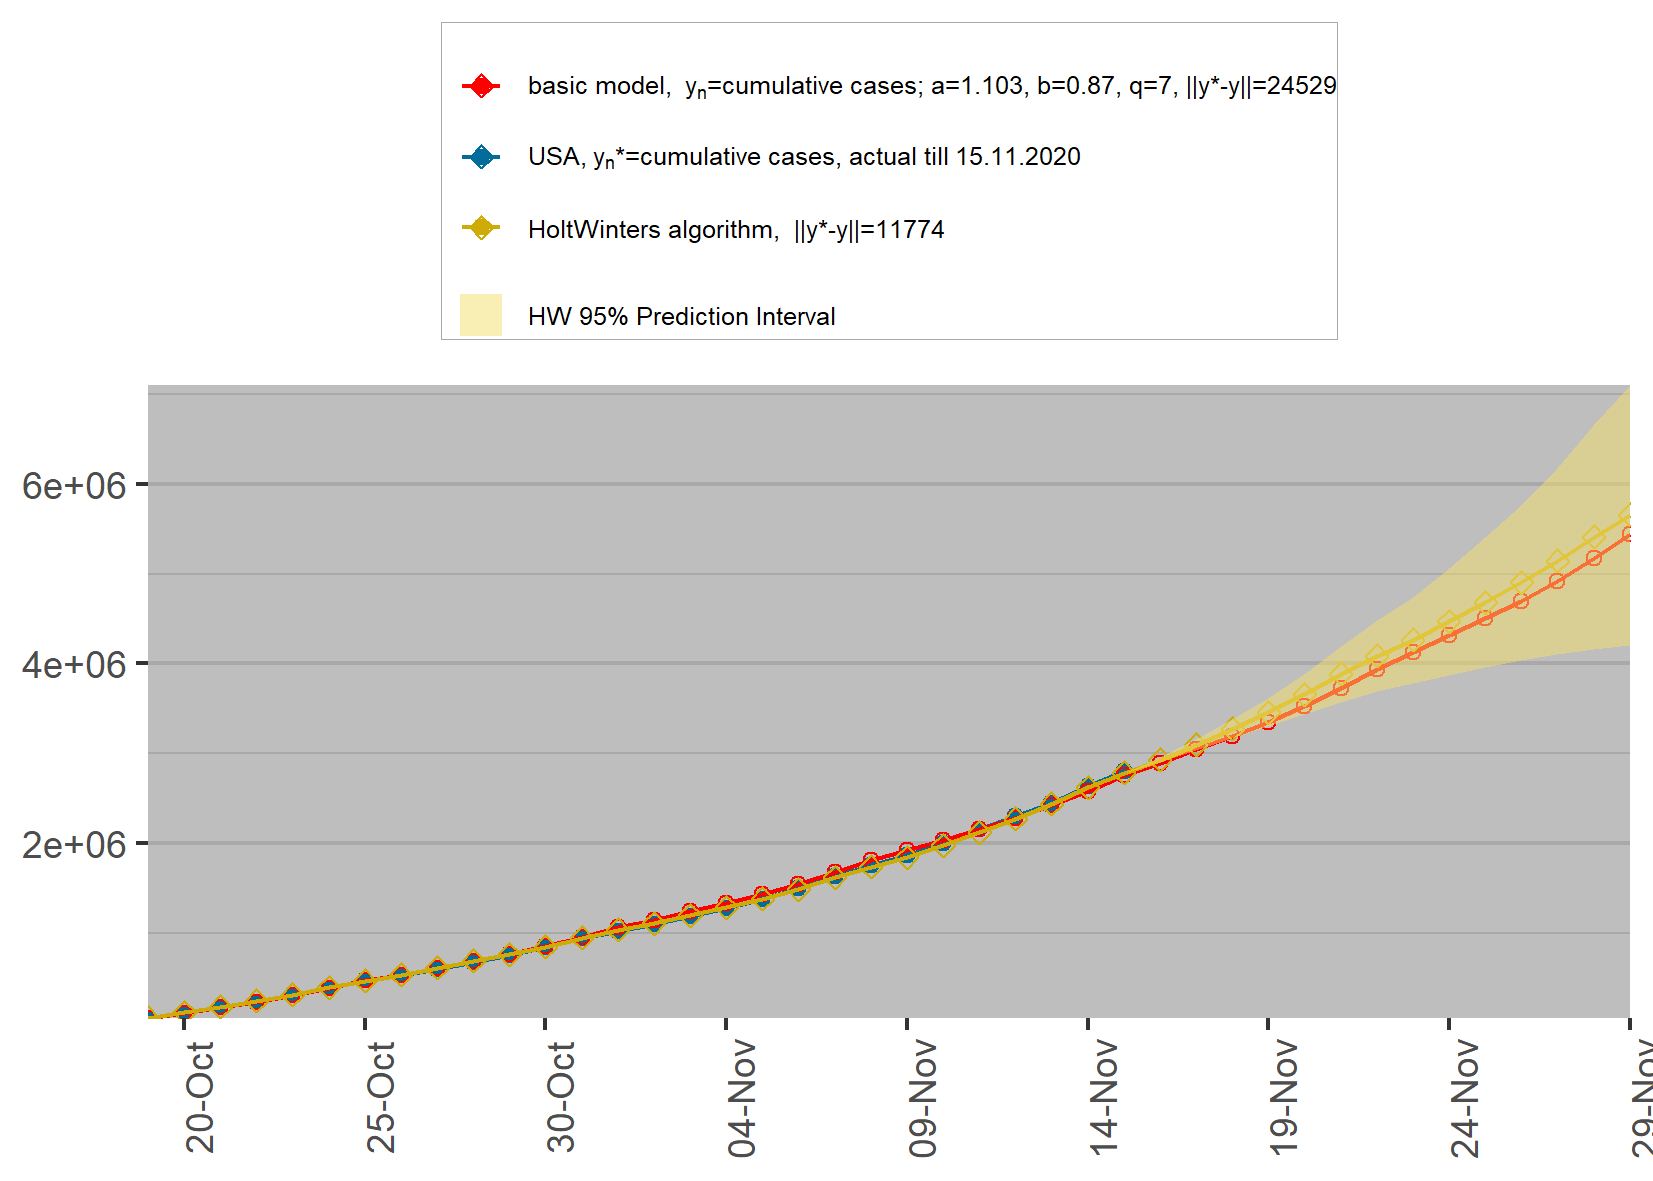 basic model,  yn=cumulative cases; a=1.103, b=0.87, q=7, ||y*-y||=24529
USA, yn*=cumulative cases, actual till 15.11.2020
HoltWinters algorithm,  ||y*-y||=11774
HW 95% Prediction Interval
6e+06
4e+06
2e+06
20-Oct
25-Oct
30-Oct
04-Nov
09-Nov
14-Nov
19-Nov
24-Nov
29-Nov